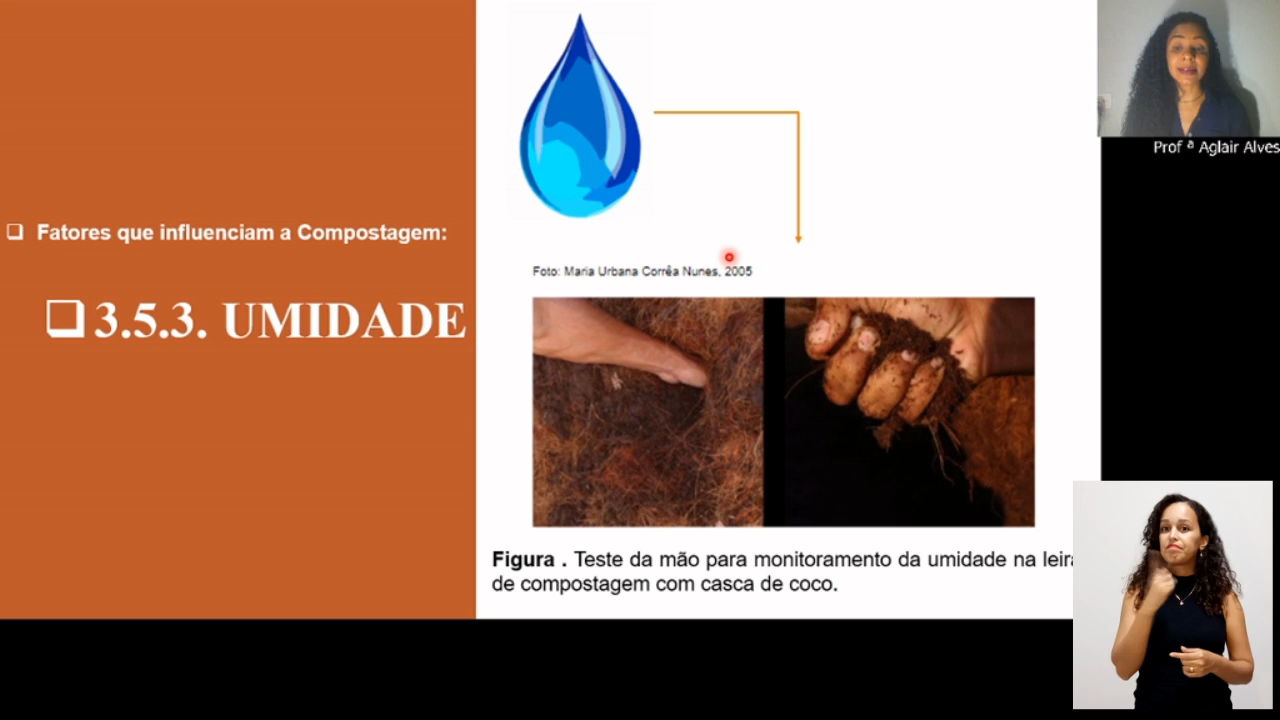 ❑ Fatores que influenciam a Compostagem:
❑ 3.5.3. UMIDADE
Foto: Maria Urbana Corrêa Nunes, 2005
Figura . Teste da mão para monitoramento da umidade na leira
de compostagem com casca de coco.
Prof ª Aglair Alves